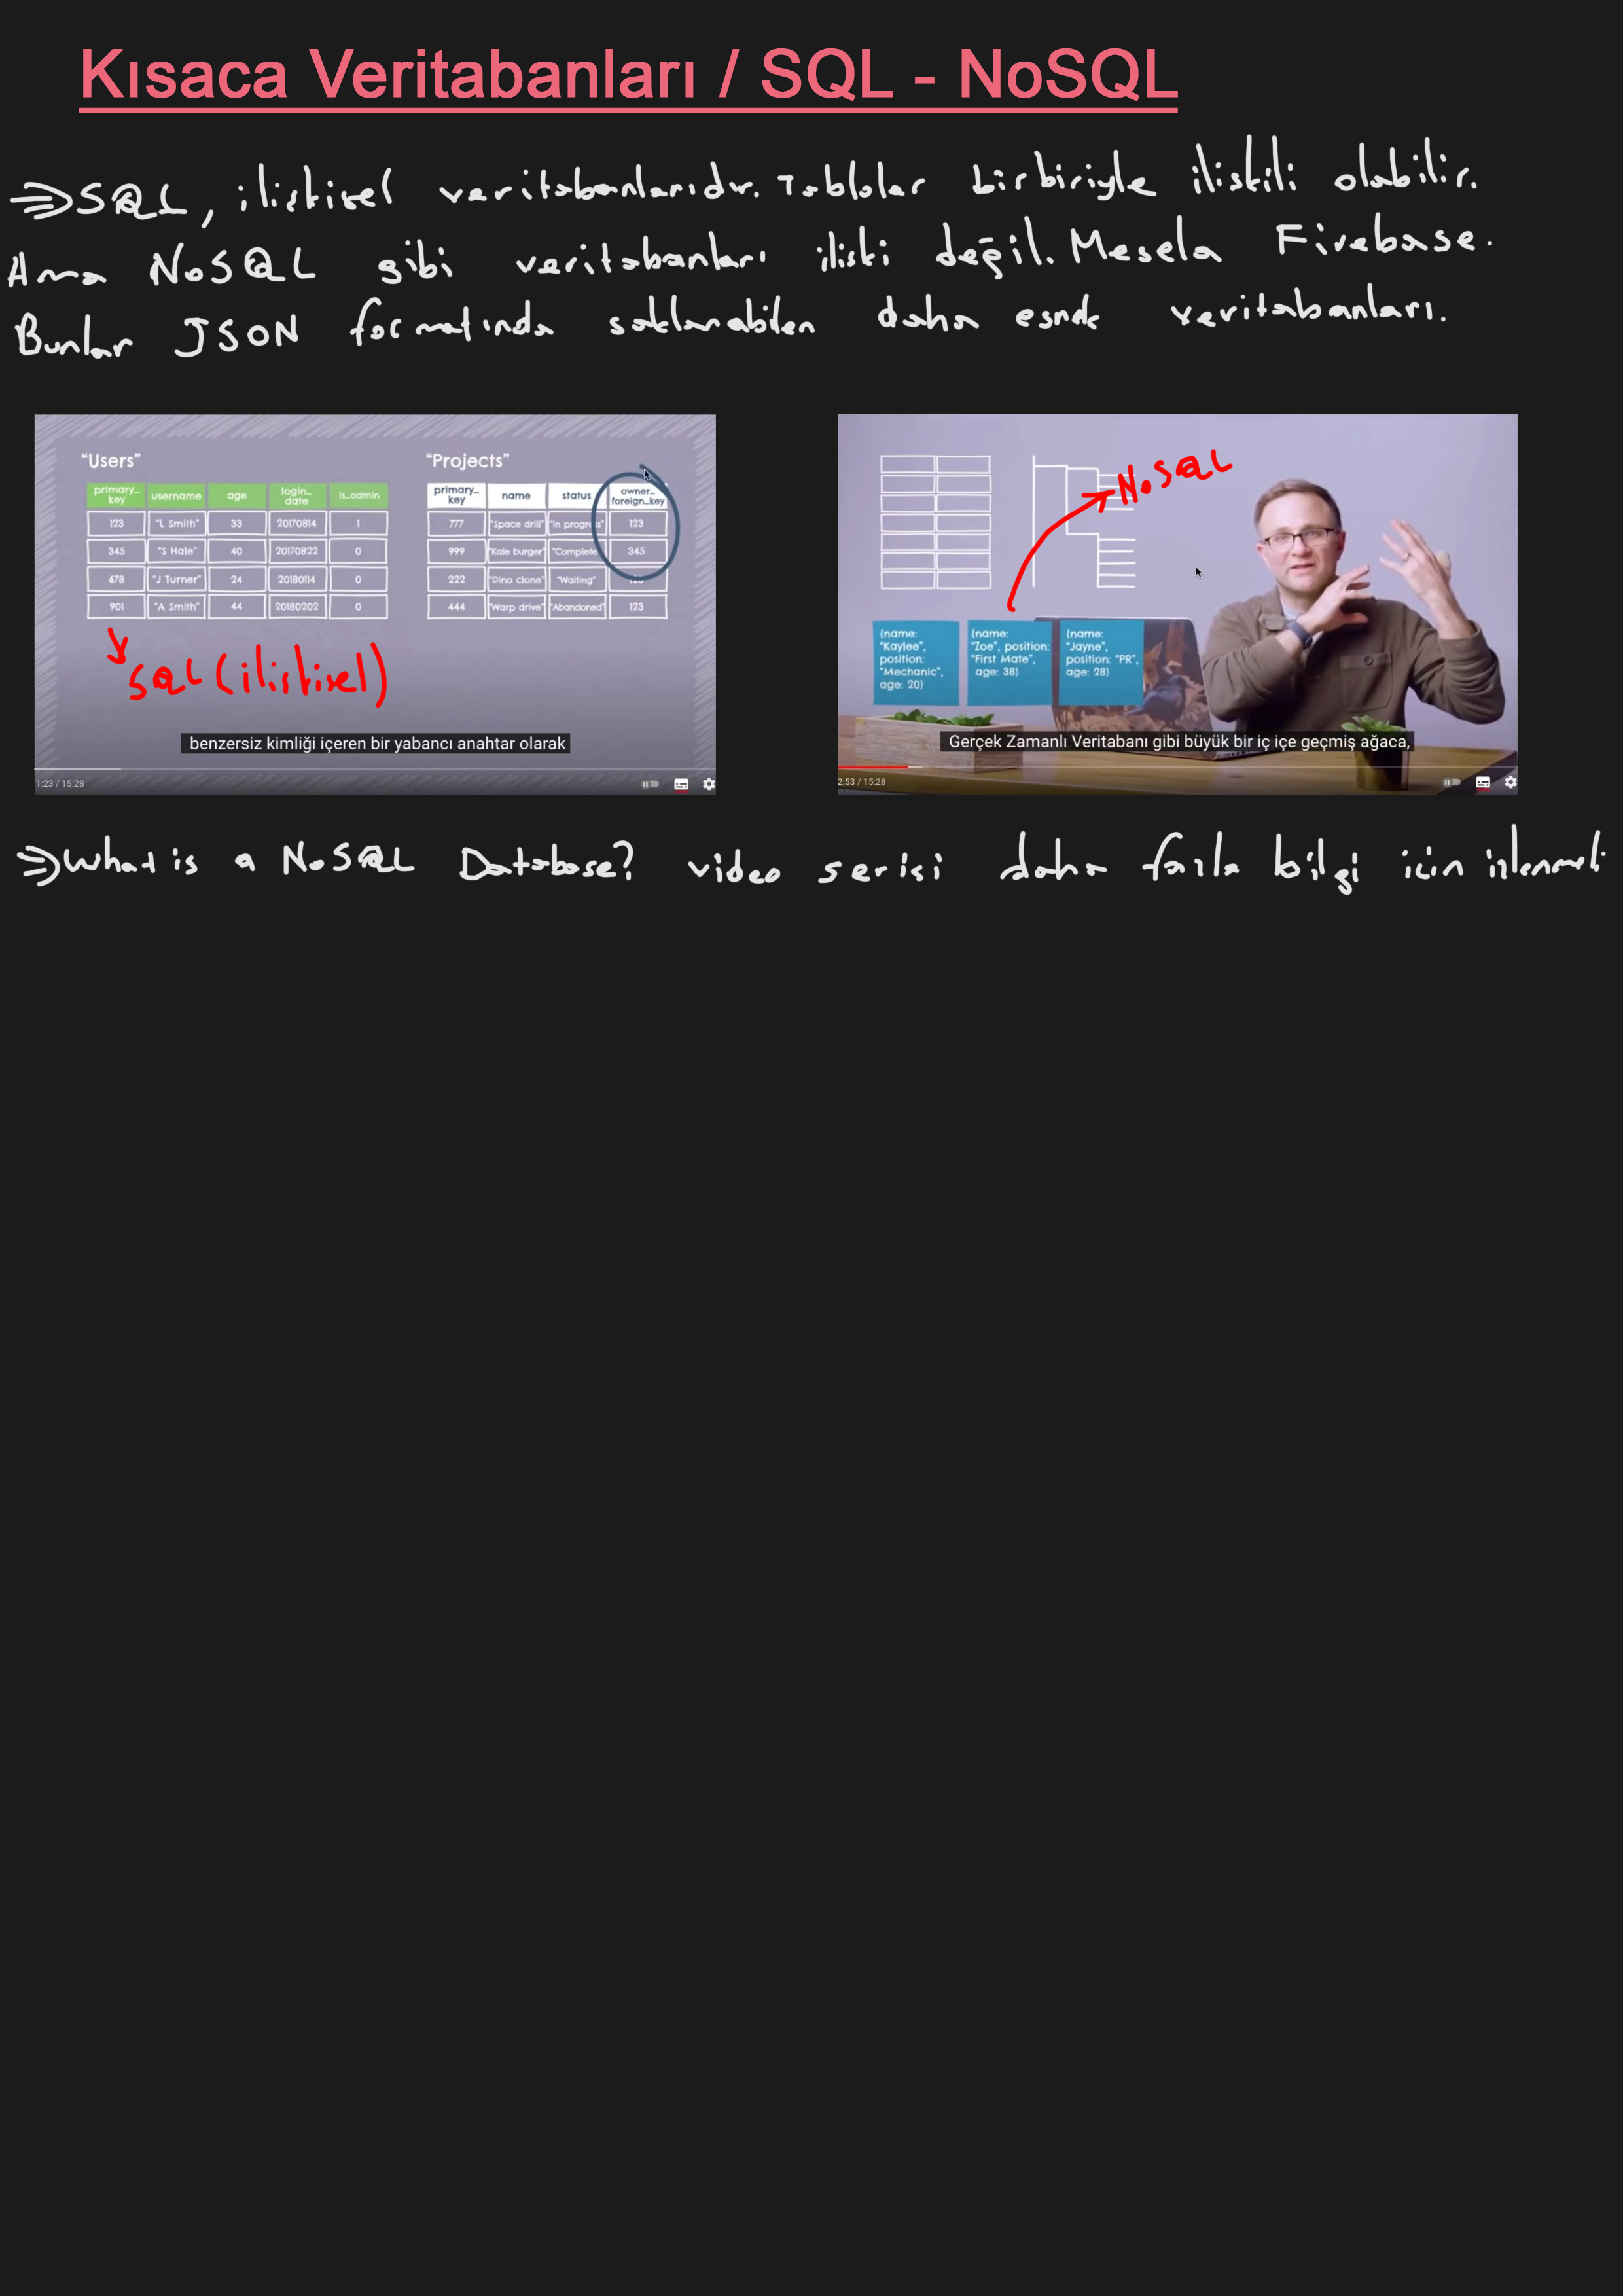 Kısaca Veritabanları / SQL - NoSQL
⇒ SQL, ilişkisel veritabanlarıdır. Tablolar birbiriyle ilişkili olabilir.
Ama NoSQL gibi veritabanları ilişki değil. Mesela Firebase.
Bunlar JSON formatında saklanabilen daha esnek veritabanları.
"Users"
primary_key username age login_date is_admin
123 "L Smith" 33 20170814 1
345 "S Hale" 40 20170822 0
678 "J Turner" 24 20180114 0
901 "A Smith" 44 20180202 0
"Projects"
primary_key name status owner_foreign_key
777 "Space drill" "in progress" 123
999 "Kale burger" "Complete 345
222 "Dino clone" "Waiting"
444 "Warp drive" "Abandoned" 123
SQL (ilişkisel)
benzersiz kimliği içeren bir yabancı anahtar olarak
1:23 / 15:28
NoSQL
{name:
"Kaylee",
position:
"Mechanic",
age: 20}
{name:
"Zoe", position:
"First Mate",
age: 38}
{name:
"Jayne",
position: "PR",
age: 28}
Gerçek Zamanlı Veritabanı gibi büyük bir iç içe geçmiş ağaca,
2:53 / 15:28
⇒ What is a NoSQL Database? video serisi daha fazla bilgi için izlenmeli.